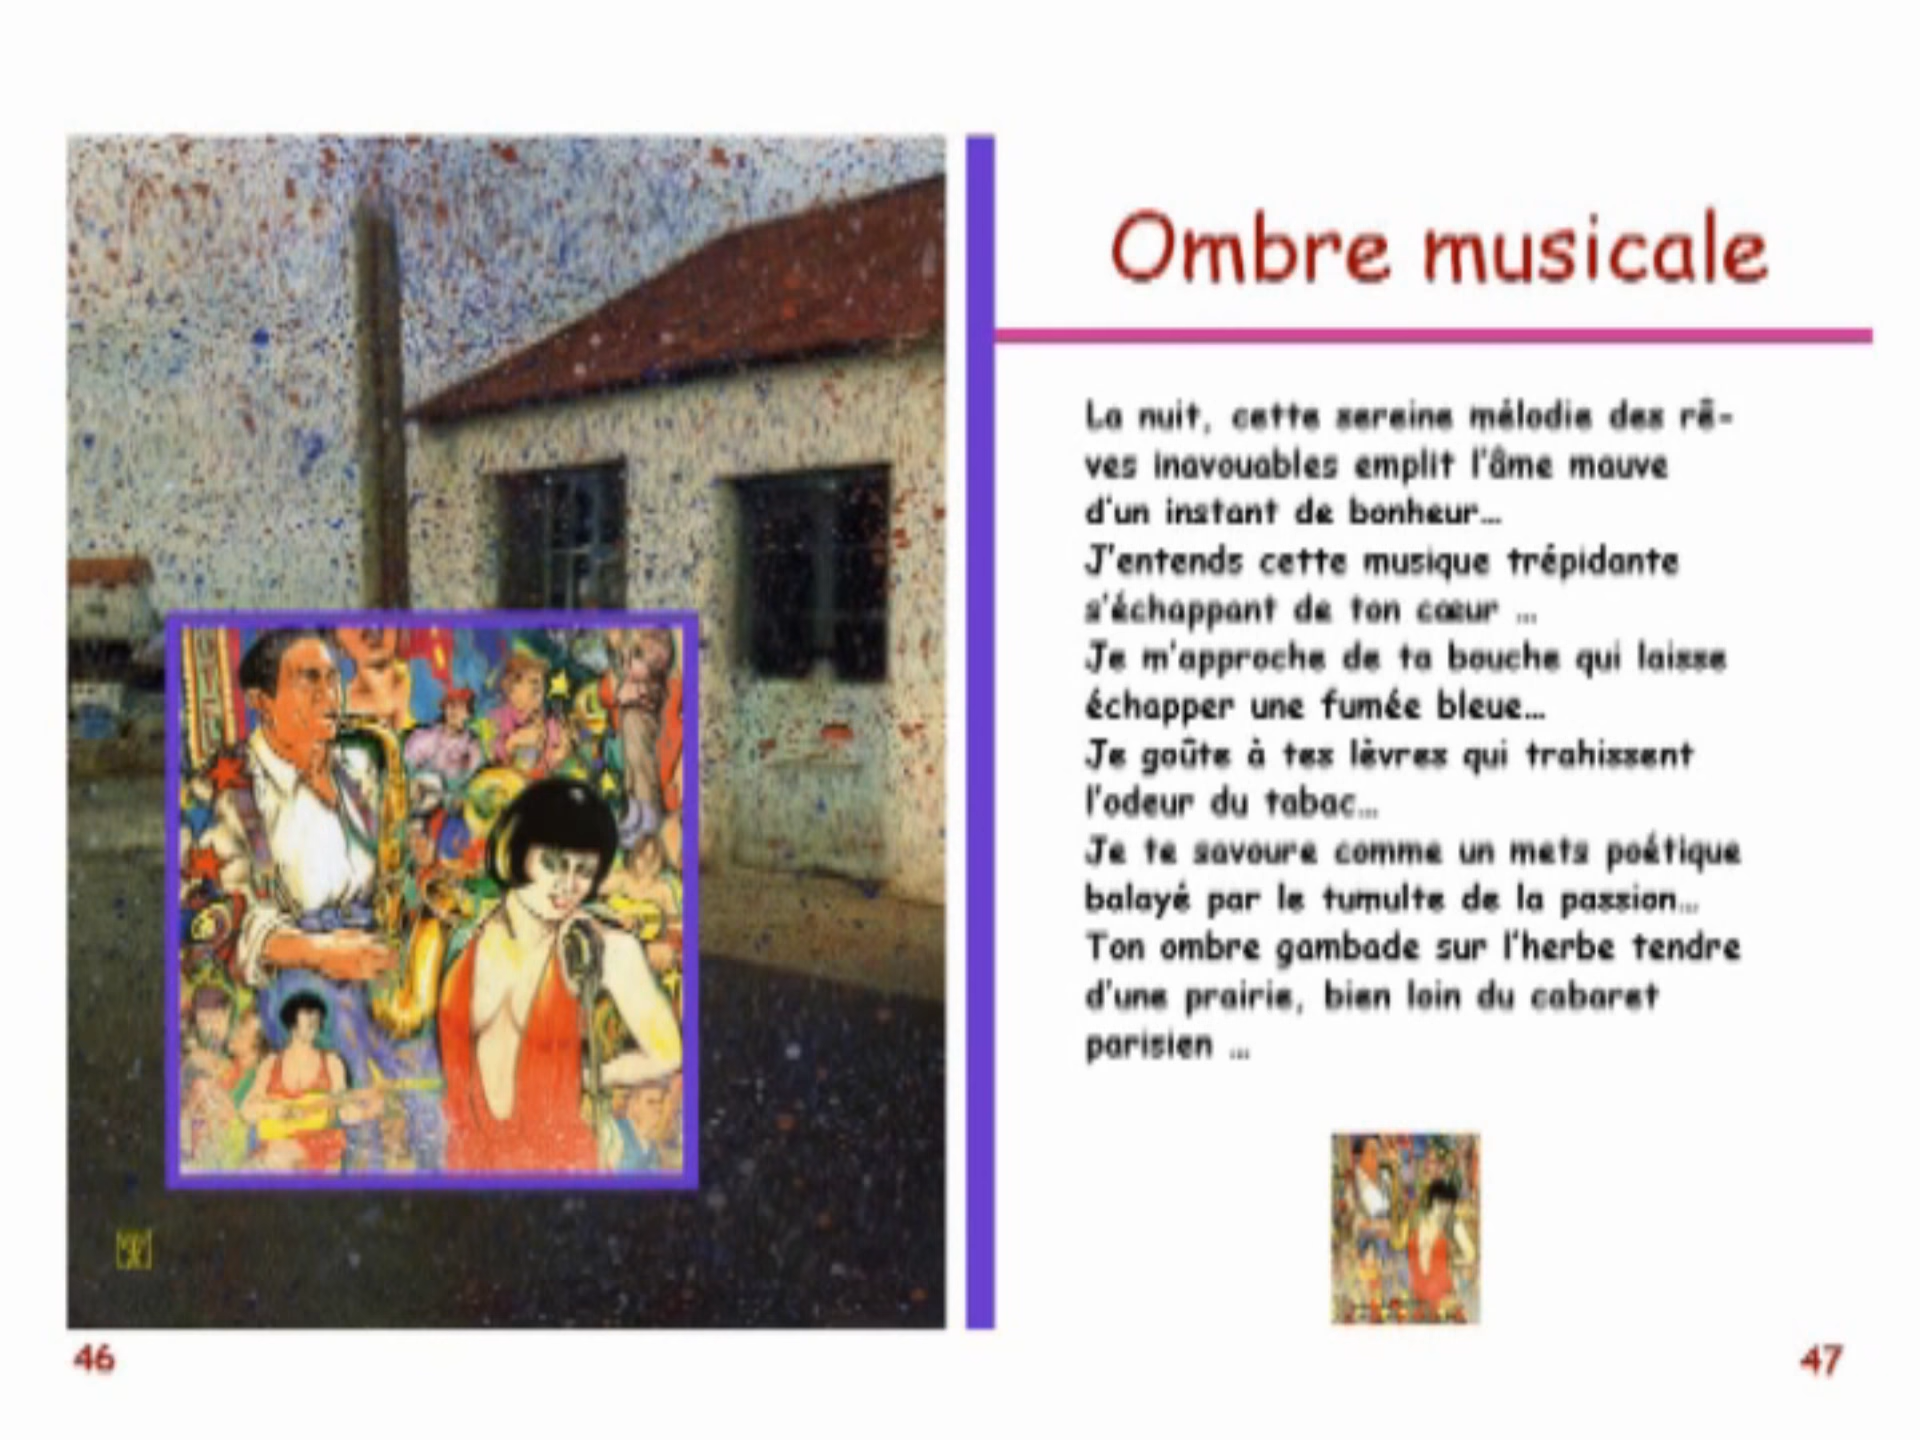 Ombre musicale
La nuit, cette sereine mélodie des rê-
ves inavouables emplit l'âme mauve
d'un instant de bonheur...
J'entends cette musique trépidante
s'échappant de ton cœur ...
Je m'approche de ta bouche qui laisse
échapper une fumée bleue...
Je goûte à tes lèvres qui trahissent
l'odeur du tabac...
Je te savoure comme un mets poétique
balayé par le tumulte de la passion...
Ton ombre gambade sur l'herbe tendre
d'une prairie, bien loin du cabaret
parisien ...
46
47